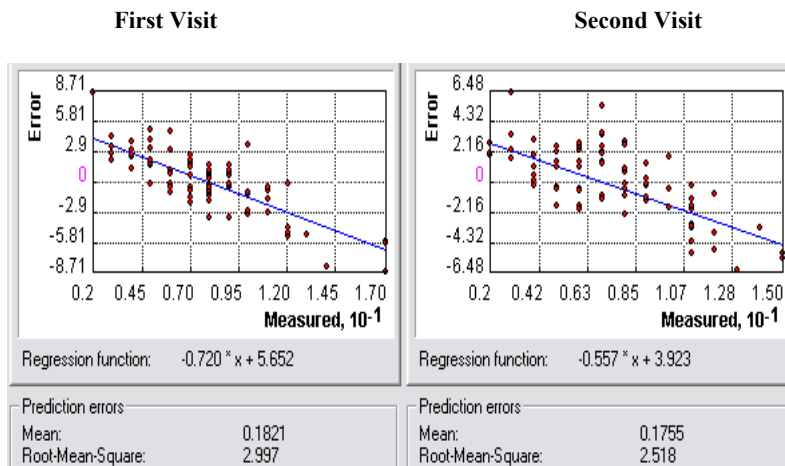 First Visit
Second Visit
Error
8.71
5.81
2.9
0
-2.9
-5.81
-8.71
0.2 0.45 0.70 0.95 1.20 1.45 1.70
Measured, 10-1
Regression function: -0.720 * x + 5.652
Prediction errors
Mean: 0.1821
Root-Mean-Square: 2.997
Error
6.48
4.32
2.16
0
-2.16
-4.32
-6.48
0.2 0.42 0.63 0.85 1.07 1.28 1.50
Measured, 10-1
Regression function: -0.557 * x + 3.923
Prediction errors
Mean: 0.1755
Root-Mean-Square: 2.518